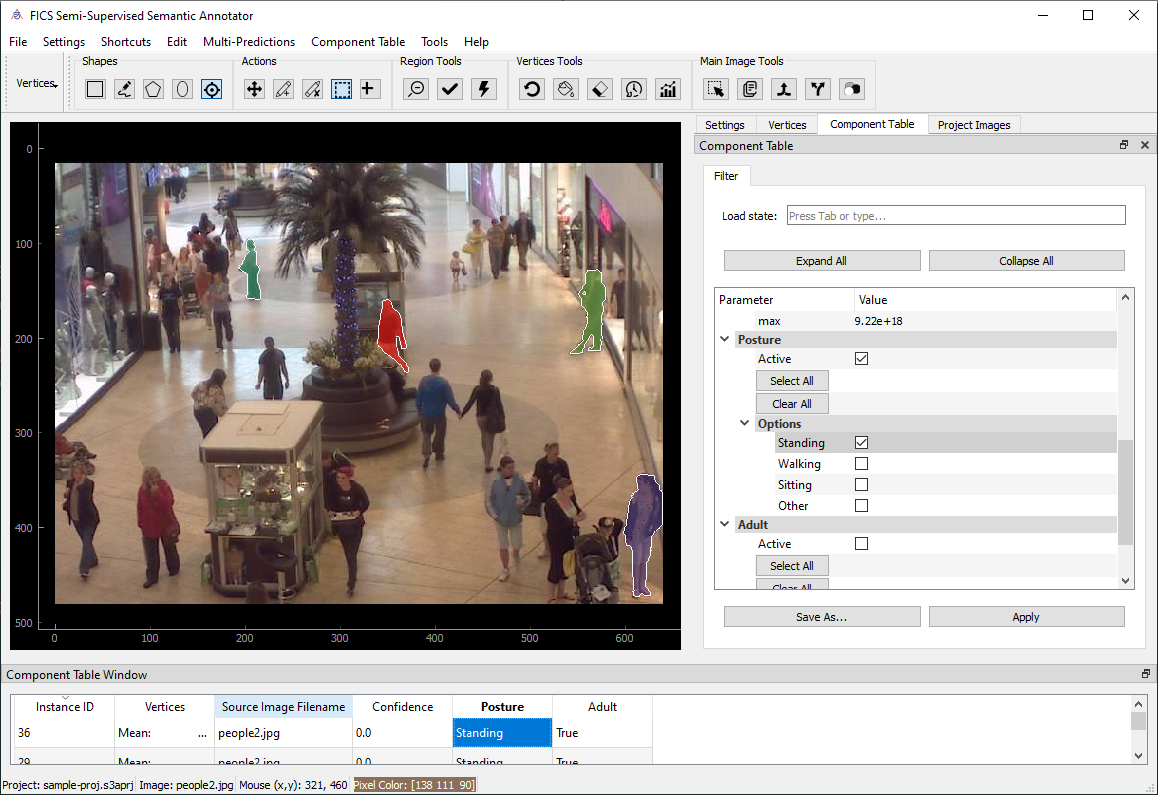 FICS Semi-Supervised Semantic Annotator
File Settings Shortcuts Edit Multi-Predictions Component Table Tools Help
Vertices
Shapes Actions Region Tools Vertices Tools Main Image Tools
Settings Vertices Component Table Project Images
Component Table
Filter
Load state: Press Tab or type...
Expand All Collapse All
Parameter Value
max 9.22e+18
Posture
Active
Select All
Clear All
Options
Standing
Walking
Sitting
Other
Adult
Active
Select All
Clear All
Save As... Apply
0
100
200
300
400
500
0 100 200 300 400 500 600
Component Table Window
Instance ID Vertices Source Image Filename Confidence Posture Adult
36 Mean: ... people2.jpg 0.0 Standing True
29 Mean: ... people2.jpg 0.0 Standing True
Project: sample-proj.s3aprj Image: people2.jpg Mouse (x,y): 321, 460 Pixel Color: [138 111 90]